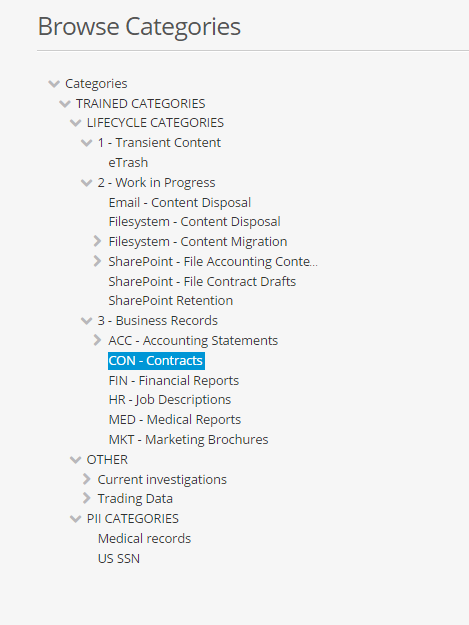 Browse Categories
Categories
TRAINED CATEGORIES
LIFECYCLE CATEGORIES
1 - Transient Content
eTrash
2 - Work in Progress
Email - Content Disposal
Filesystem - Content Disposal
Filesystem - Content Migration
SharePoint - File Accounting Conte...
SharePoint - File Contract Drafts
SharePoint Retention
3 - Business Records
ACC - Accounting Statements
CON - Contracts
FIN - Financial Reports
HR - Job Descriptions
MED - Medical Reports
MKT - Marketing Brochures
OTHER
Current investigations
Trading Data
PII CATEGORIES
Medical records
US SSN